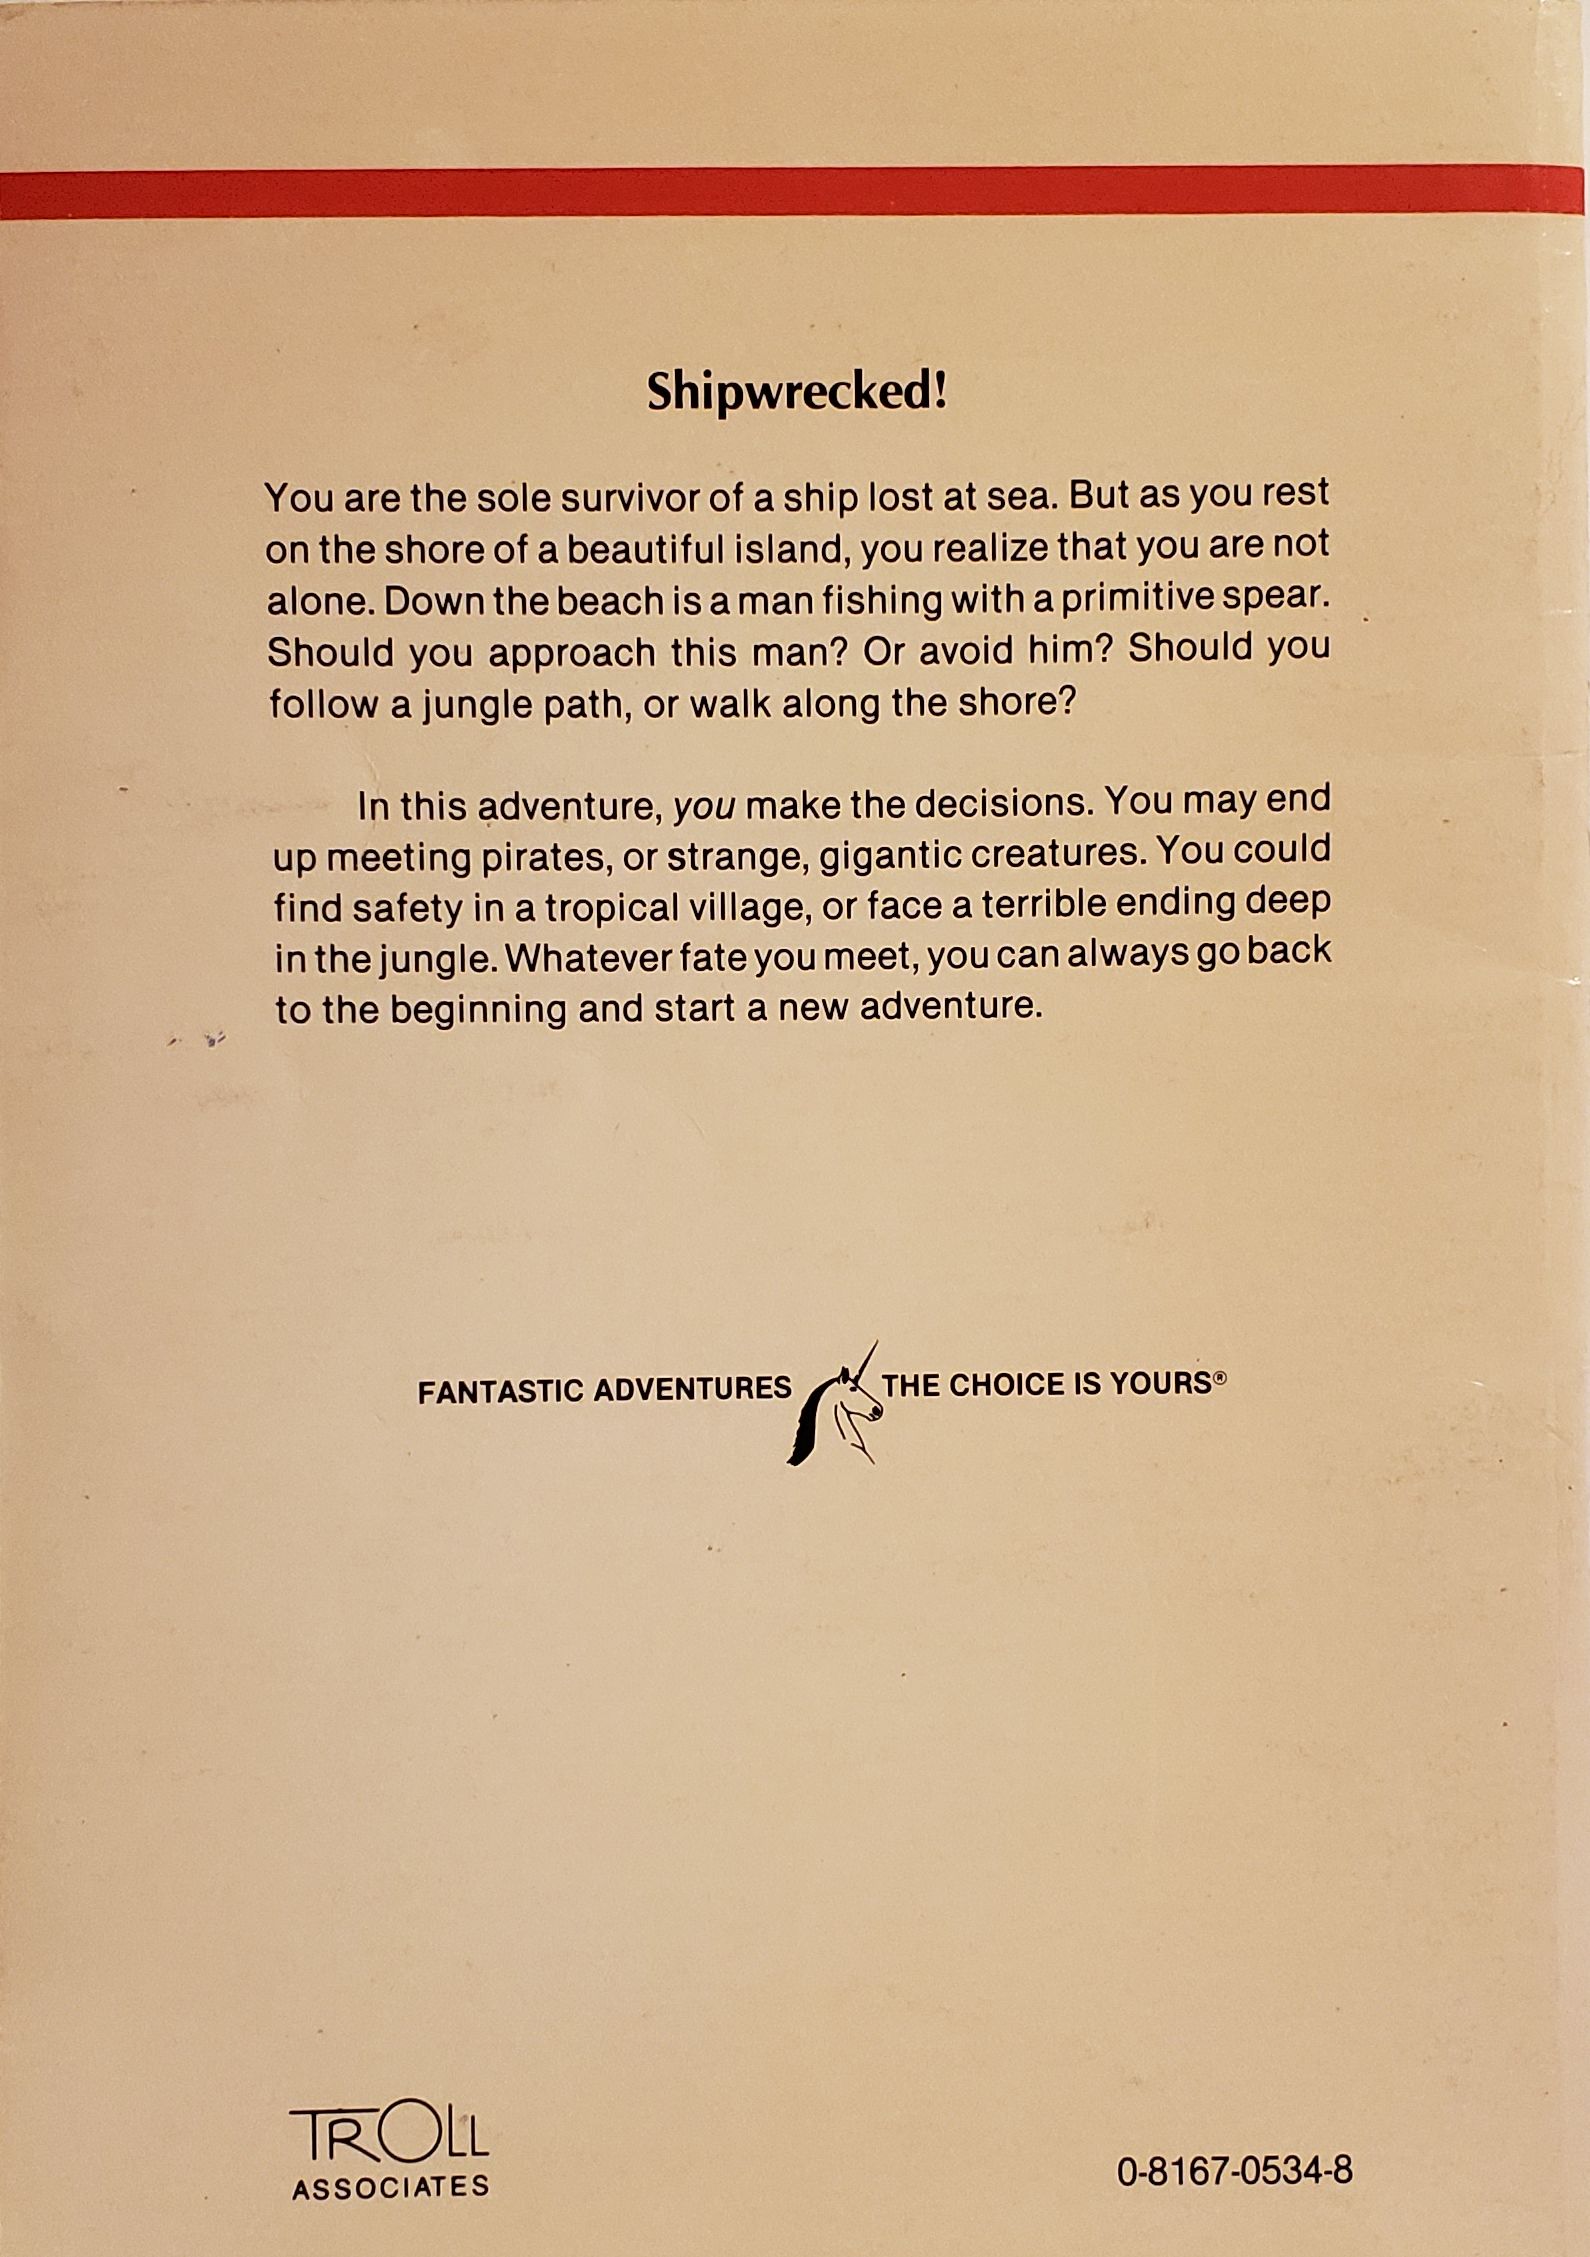 Shipwrecked!
You are the sole survivor of a ship lost at sea. But as you rest
on the shore of a beautiful island, you realize that you are not
alone. Down the beach is a man fishing with a primitive spear.
Should you approach this man? Or avoid him? Should you
follow a jungle path, or walk along the shore?
In this adventure, you make the decisions. You may end
up meeting pirates, or strange, gigantic creatures. You could
find safety in a tropical village, or face a terrible ending deep
in the jungle. Whatever fate you meet, you can always go back
to the beginning and start a new adventure.
FANTASTIC ADVENTURES THE CHOICE IS YOURS®
TROLL
ASSOCIATES
0-8167-0534-8